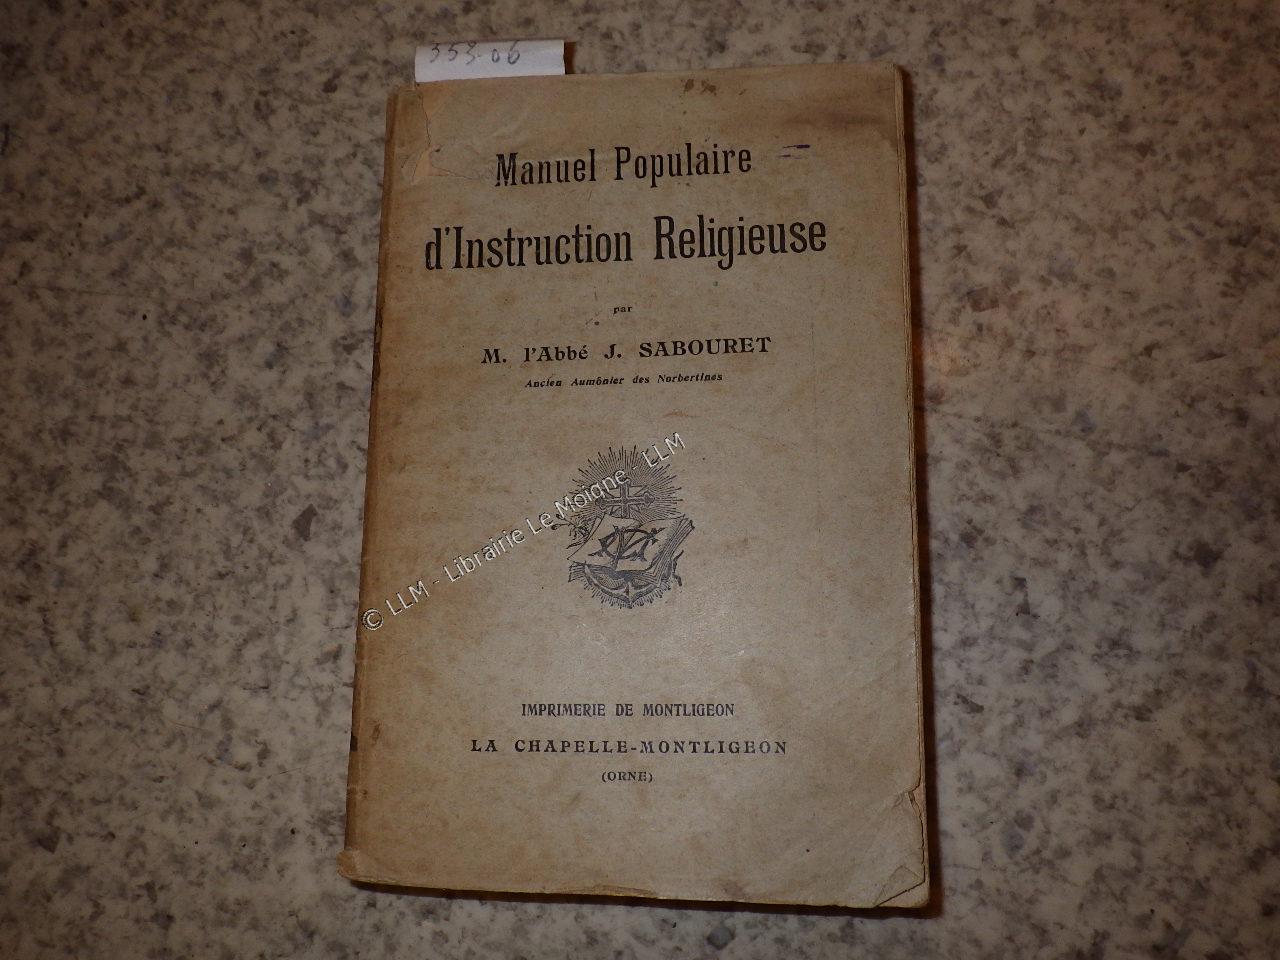 353-06
Manuel Populaire
d'Instruction Religieuse
par
M. l'Abbé J. SABOURET
Ancien Aumônier des Norbertines
© LLM - Librairie Le Moigne - LLM
IMPRIMERIE DE MONTLIGEON
LA CHAPELLE-MONTLIGEON
(ORNE)